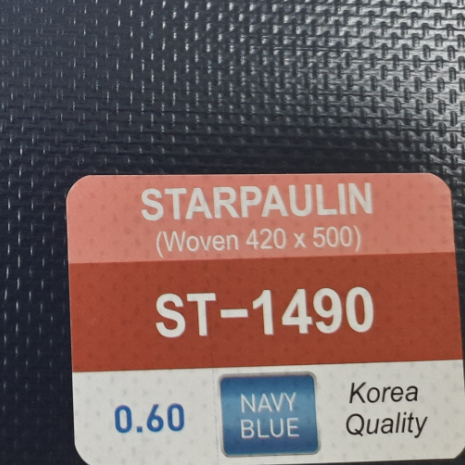 STARPAULIN
(Woven 420 x 500)
ST-1490
0.60
NAVY
BLUE
Korea
Quality